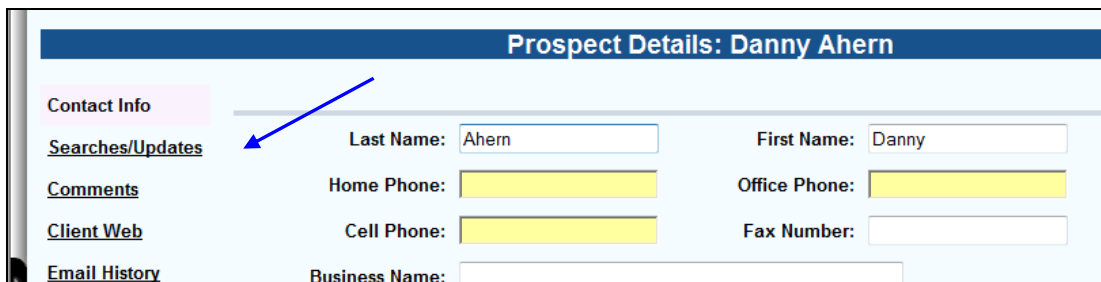 Prospect Details: Danny Ahern
Contact Info
Searches/Updates
Last Name: Ahern First Name: Danny
Comments
Home Phone: Office Phone:
Client Web
Cell Phone: Fax Number:
Email History
Business Name: